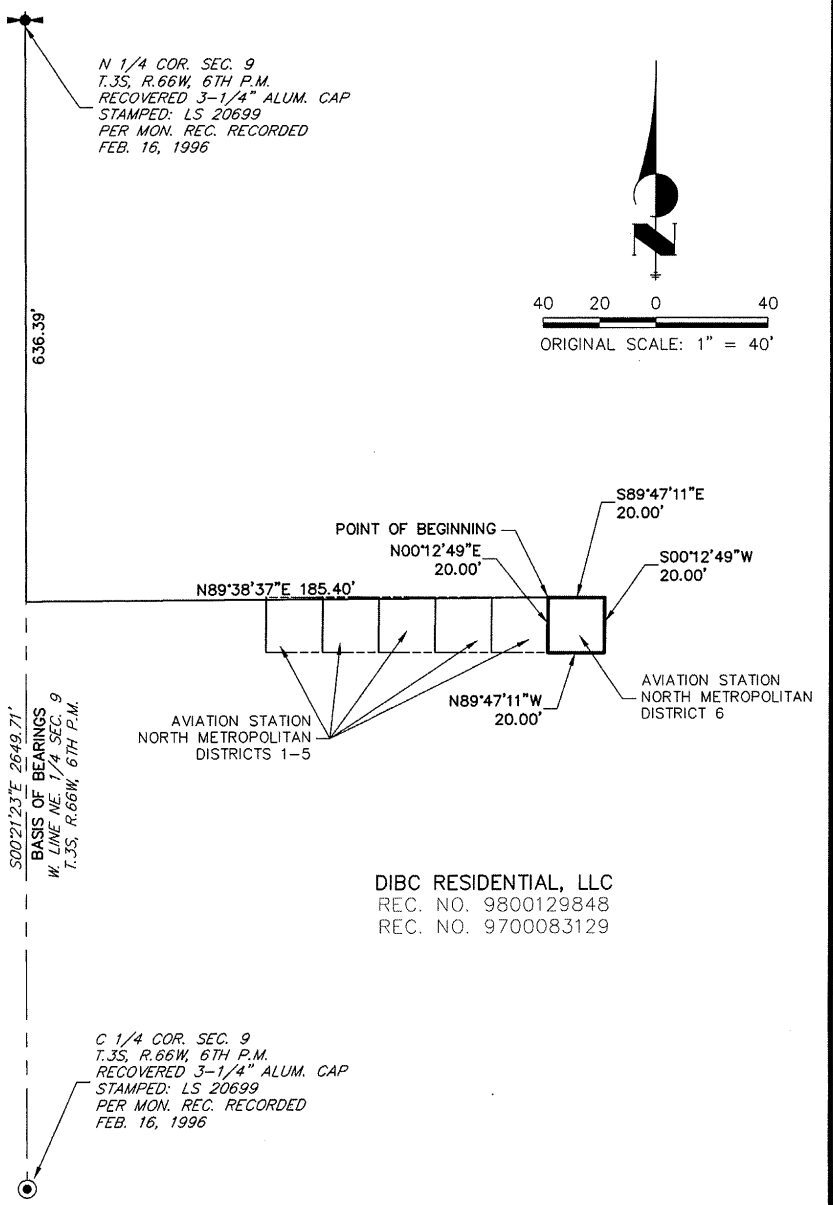 N 1/4 COR. SEC. 9
T.3S, R.66W, 6TH P.M.
RECOVERED 3-1/4" ALUM. CAP
STAMPED: LS 20699
PER MON. REC. RECORDED
FEB. 16, 1996
N
40 20 0 40
ORIGINAL SCALE: 1" = 40'
636.39'
S89°47'11"E
20.00'
POINT OF BEGINNING
N00°12'49"E
20.00'
S00°12'49"W
20.00'
N89°38'37"E 185.40'
N89°47'11"W
20.00'
AVIATION STATION
NORTH METROPOLITAN
DISTRICT 6
AVIATION STATION
NORTH METROPOLITAN
DISTRICTS 1-5
S00°21'23"E 2649.71'
BASIS OF BEARINGS
W. LINE NE. 1/4 SEC. 9
T.3S, R.66W, 6TH P.M.
DIBC RESIDENTIAL, LLC
REC. NO. 9800129848
REC. NO. 9700083129
C 1/4 COR. SEC. 9
T.3S, R.66W, 6TH P.M.
RECOVERED 3-1/4" ALUM. CAP
STAMPED: LS 20699
PER MON. REC. RECORDED
FEB. 16, 1996